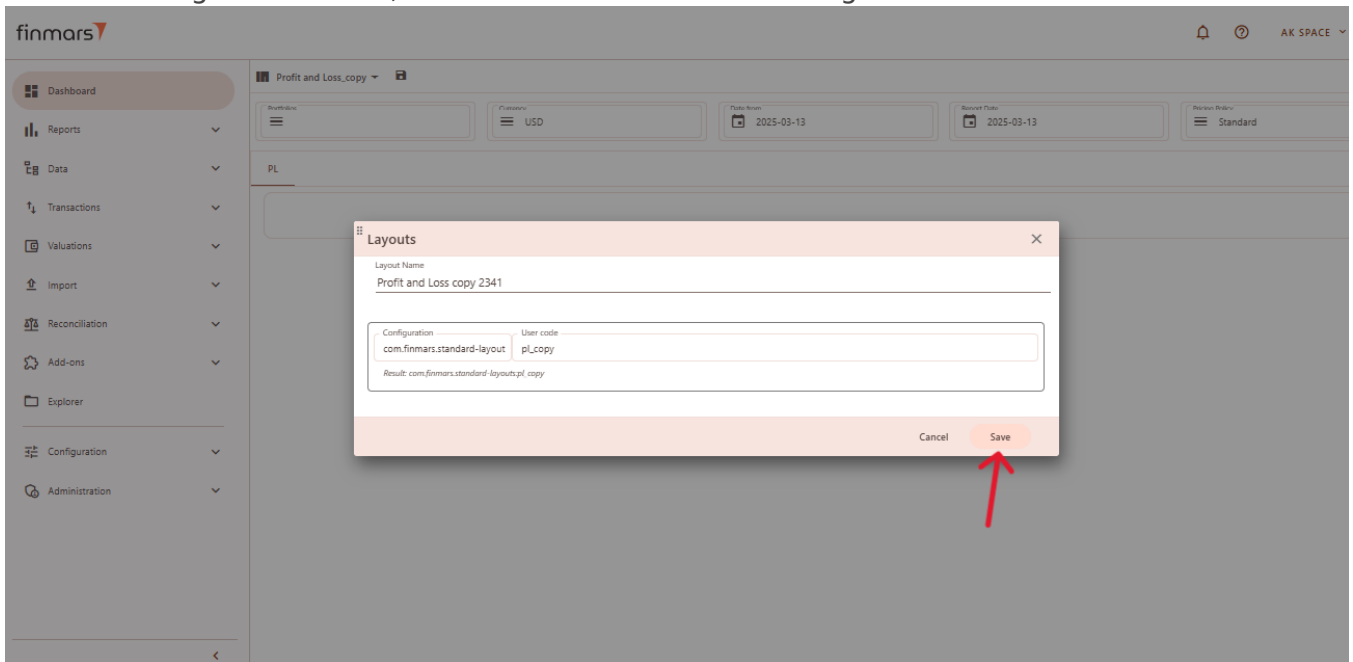 finmars
AK SPACE
Dashboard
Profit and Loss_copy
Portfolios
Currency
USD
Date from
2025-03-13
Report Date
2025-03-13
Pricing Policy
Standard
Reports
Data
PL
Transactions
Valuations
Import
Reconciliation
Add-ons
Explorer
Configuration
Administration
Layouts
Layout Name
Profit and Loss copy 2341
Configuration
User code
com.finmars.standard-layout
pl_copy
Result: com.finmars.standard-layouts:pl_copy
Cancel
Save